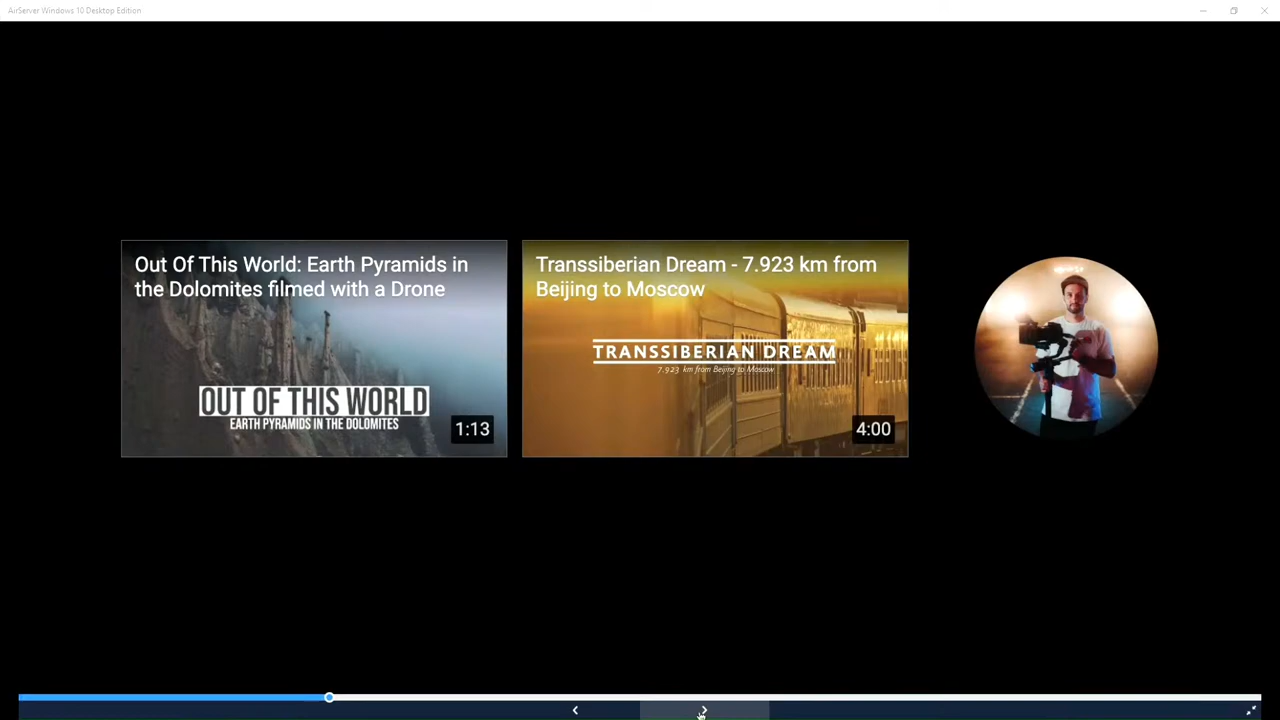 AirServer Windows 10 Desktop Edition
Out Of This World: Earth Pyramids in
the Dolomites filmed with a Drone
OUT OF THIS WORLD
EARTH PYRAMIDS IN THE DOLOMITES
1:13
Transsiberian Dream - 7.923 km from
Beijing to Moscow
TRANSSIBERIAN DREAM
7.923 km from Beijing to Moscow
4:00